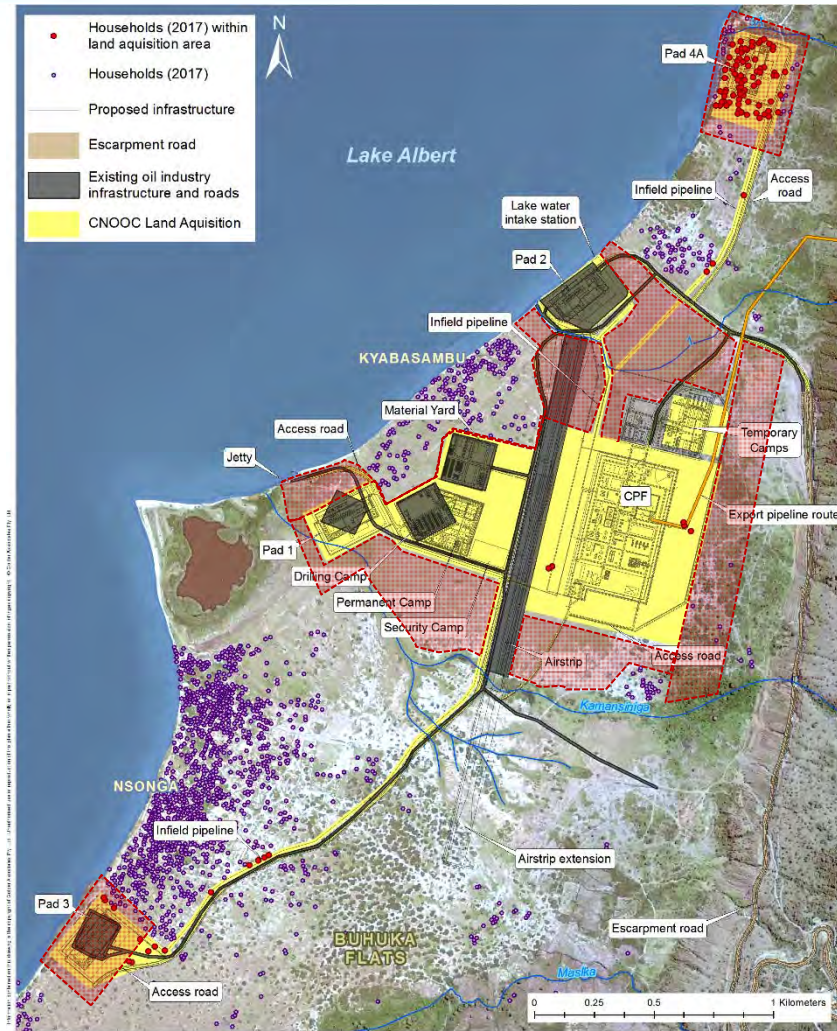 Households (2017) within
land aquisition area
Households (2017)
Proposed infrastructure
Escarpment road
Existing oil industry
infrastructure and roads
CNOOC Land Aquisition
N
Lake Albert
Pad 4A
Infield pipeline
Access
road
Lake water
intake station
Pad 2
Infield pipeline
KYABASAMBU
Material Yard
Access road
Jetty
Temporary
Camps
CPF
Export pipeline route
Pad 1
Drilling Camp
Permanent Camp
Security Camp
Airstrip
Access road
Kamansiniga
NSONGA
Infield pipeline
Airstrip extension
Pad 3
Escarpment road
BUHUKA
FLATS
Masika
Access road
0 0.25 0.5 1 Kilometers